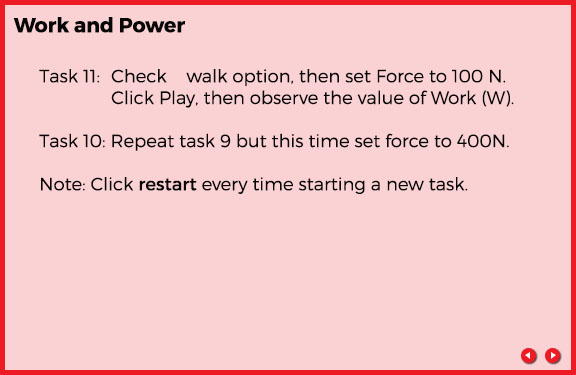 Work and Power
Task 11: Check walk option, then set Force to 100 N.
Click Play, then observe the value of Work (W).
Task 10: Repeat task 9 but this time set force to 400N.
Note: Click restart every time starting a new task.